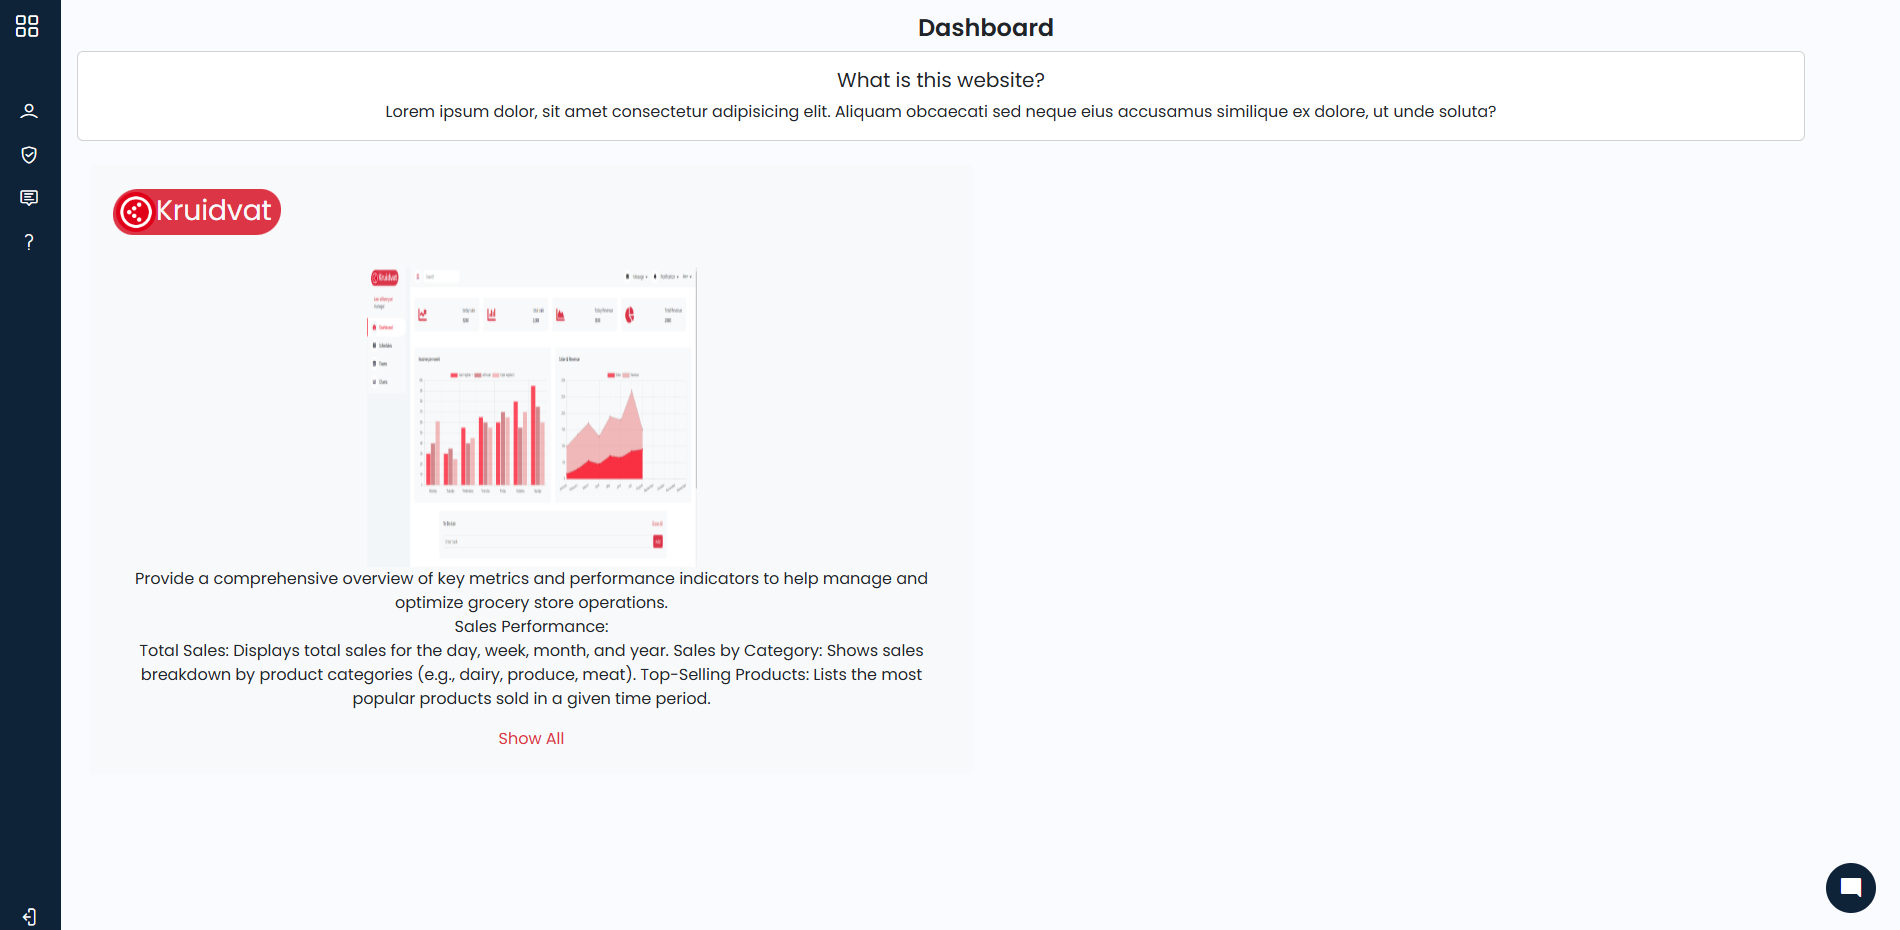 Dashboard
What is this website?
Lorem ipsum dolor, sit amet consectetur adipisicing elit. Aliquam obcaecati sed neque eius accusamus similique ex dolore, ut unde soluta?
Kruidvat
Kruidvat
Dashboard
Provide a comprehensive overview of key metrics and performance indicators to help manage and
optimize grocery store operations.
Sales Performance:
Total Sales: Displays total sales for the day, week, month, and year. Sales by Category: Shows sales
breakdown by product categories (e.g., dairy, produce, meat). Top-Selling Products: Lists the most
popular products sold in a given time period.
Show All